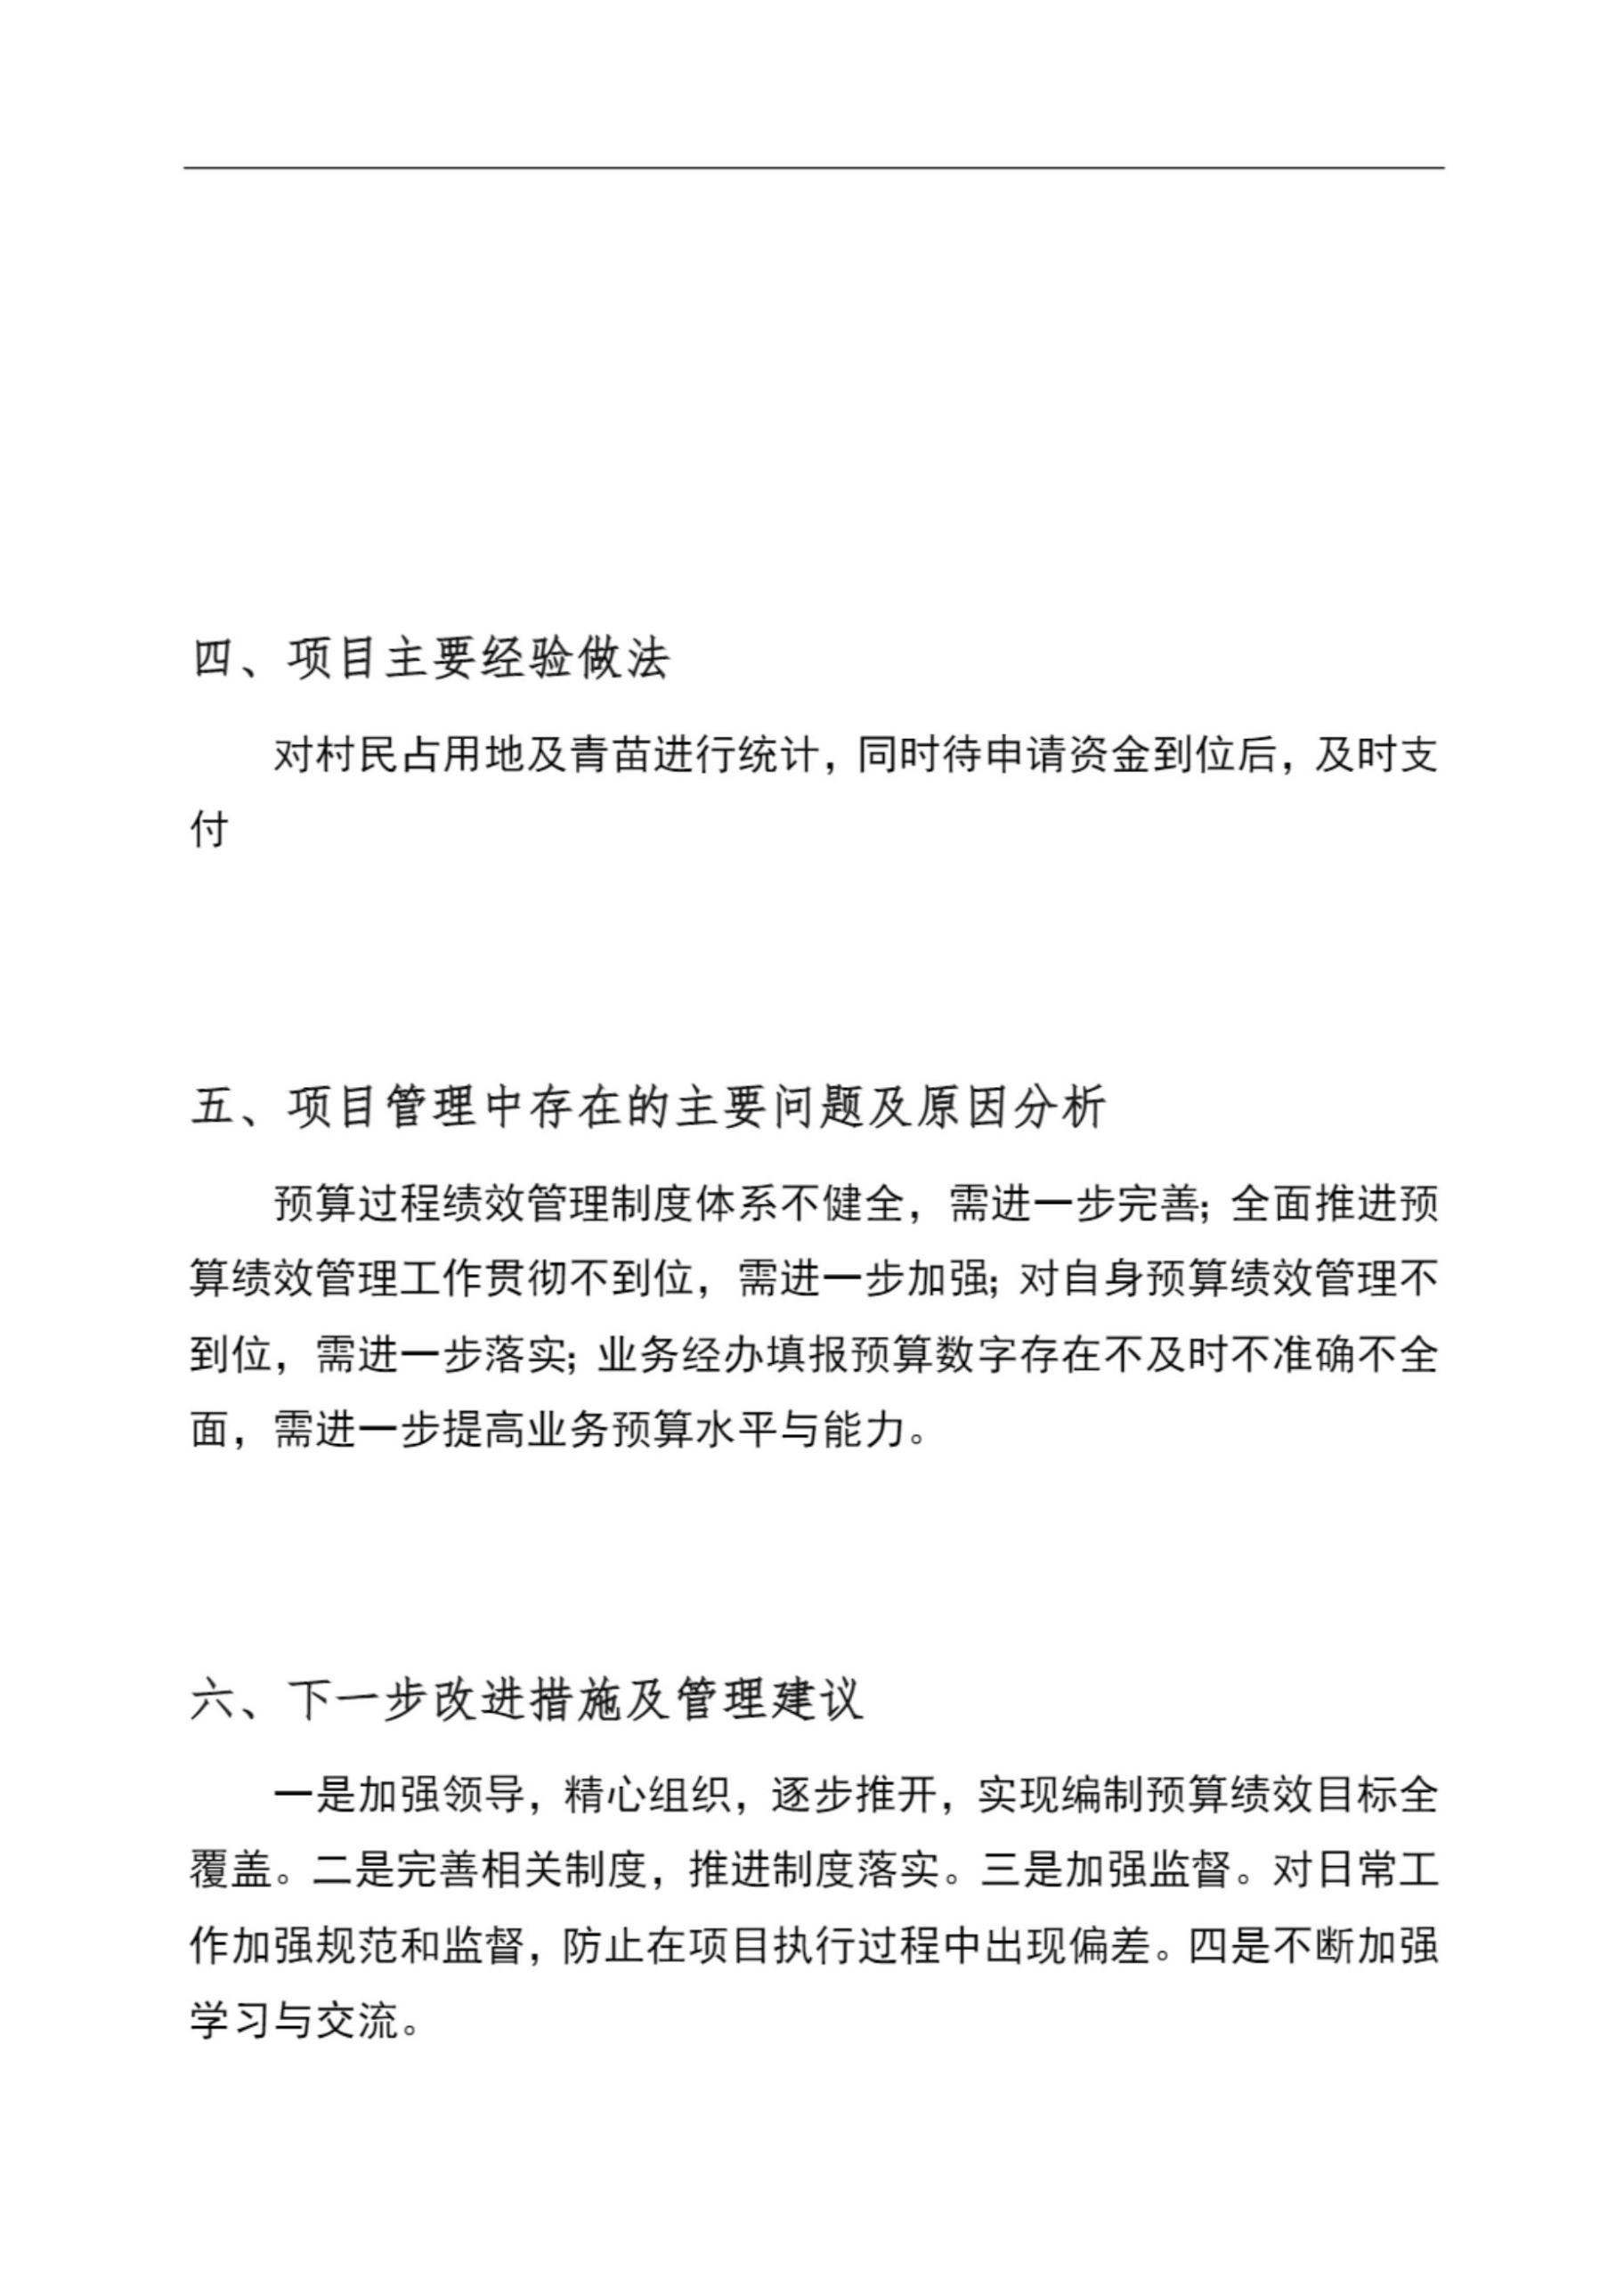 四、项目主要经验做法
对村民占用地及青苗进行统计，同时待申请资金到位后，及时支
付
五、项目管理中存在的主要问题及原因分析
预算过程绩效管理制度体系不健全，需进一步完善；全面推进预
算绩效管理工作贯彻不到位，需进一步加强；对自身预算绩效管理不
到位，需进一步落实；业务经办填报预算数字存在不及时不准确不全
面，需进一步提高业务预算水平与能力。
六、下一步改进措施及管理建议
一是加强领导，精心组织，逐步推开，实现编制预算绩效目标全
覆盖。二是完善相关制度，推进制度落实。三是加强监督。对日常工
作加强规范和监督，防止在项目执行过程中出现偏差。四是不断加强
学习与交流。